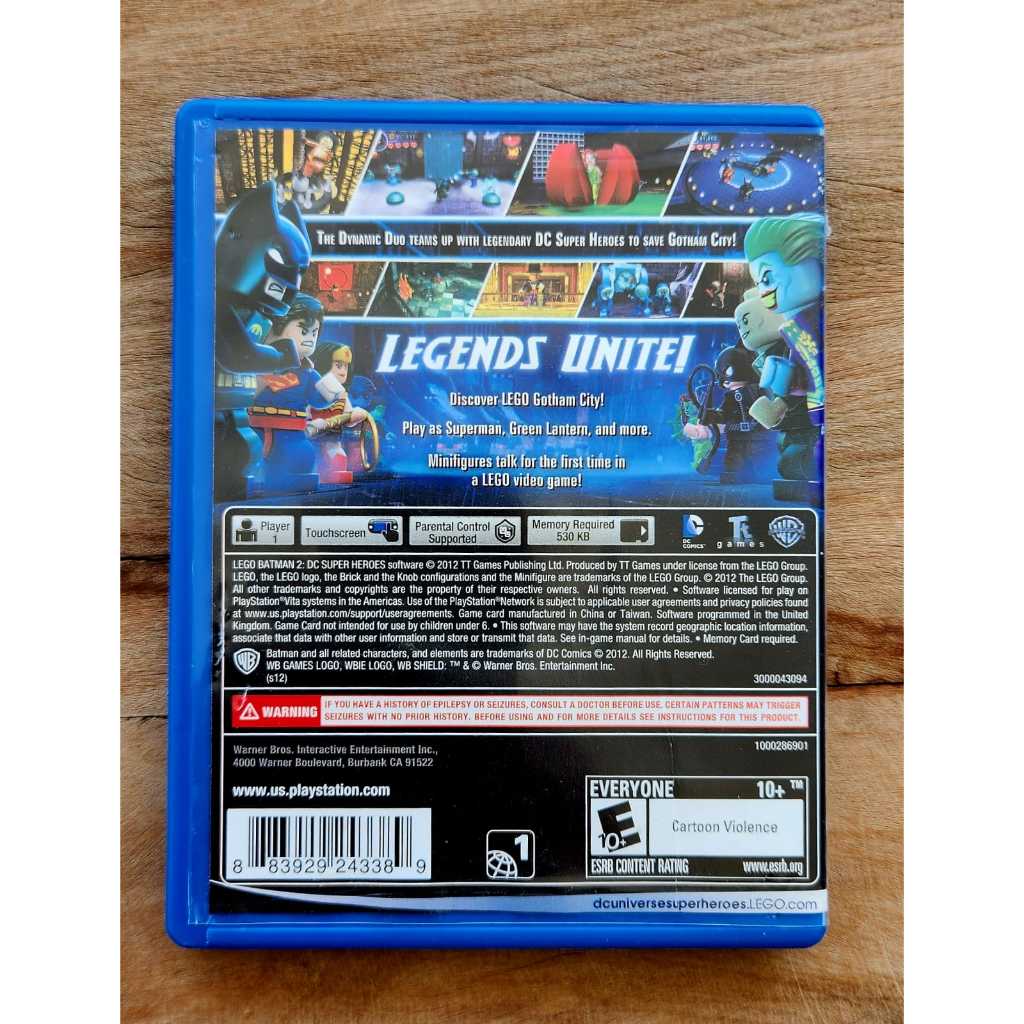 THE DYNAMIC DUO TEAMS UP WITH LEGENDARY DC SUPER HEROES TO SAVE GOTHAM CITY!
LEGENDS UNITE!
Discover LEGO Gotham City!
Play as Superman, Green Lantern, and more.
Minifigures talk for the first time in
a LEGO video game!
Player
1
Touchscreen
Parental Control
Supported
Memory Required
530 KB
DC
COMICS™
Tt
games
WB
LEGO BATMAN 2: DC SUPER HEROES software © 2012 TT Games Publishing Ltd. Produced by TT Games under license from the LEGO Group.
LEGO, the LEGO logo, the Brick and the Knob configurations and the Minifigure are trademarks of the LEGO Group. © 2012 The LEGO Group.
All other trademarks and copyrights are the property of their respective owners. All rights reserved. • Software licensed for play on
PlayStation®Vita systems in the Americas. Use of the PlayStation®Network is subject to applicable user agreements and privacy policies found
at www.us.playstation.com/support/useragreements. Game card manufactured in China or Taiwan. Software programmed in the United
Kingdom. Game Card not intended for use by children under 6. • This software may have the system record geographic location information,
associate that data with other user information and store or transmit that data. See in-game manual for details. • Memory Card required.
WB
Batman and all related characters, and elements are trademarks of DC Comics © 2012. All Rights Reserved.
WB GAMES LOGO, WBIE LOGO, WB SHIELD: ™ & © Warner Bros. Entertainment Inc.
(s12)
3000043094
WARNING
IF YOU HAVE A HISTORY OF EPILEPSY OR SEIZURES, CONSULT A DOCTOR BEFORE USE. CERTAIN PATTERNS MAY TRIGGER
SEIZURES WITH NO PRIOR HISTORY. BEFORE USING AND FOR MORE DETAILS SEE INSTRUCTIONS FOR THIS PRODUCT.
1000286901
Warner Bros. Interactive Entertainment Inc.,
4000 Warner Boulevard, Burbank CA 91522
www.us.playstation.com
8 83929 24338 9
1
EVERYONE 10+ ™
E
10+
Cartoon Violence
ESRB CONTENT RATING www.esrb.org
dcuniversesuperheroes.LEGO.com